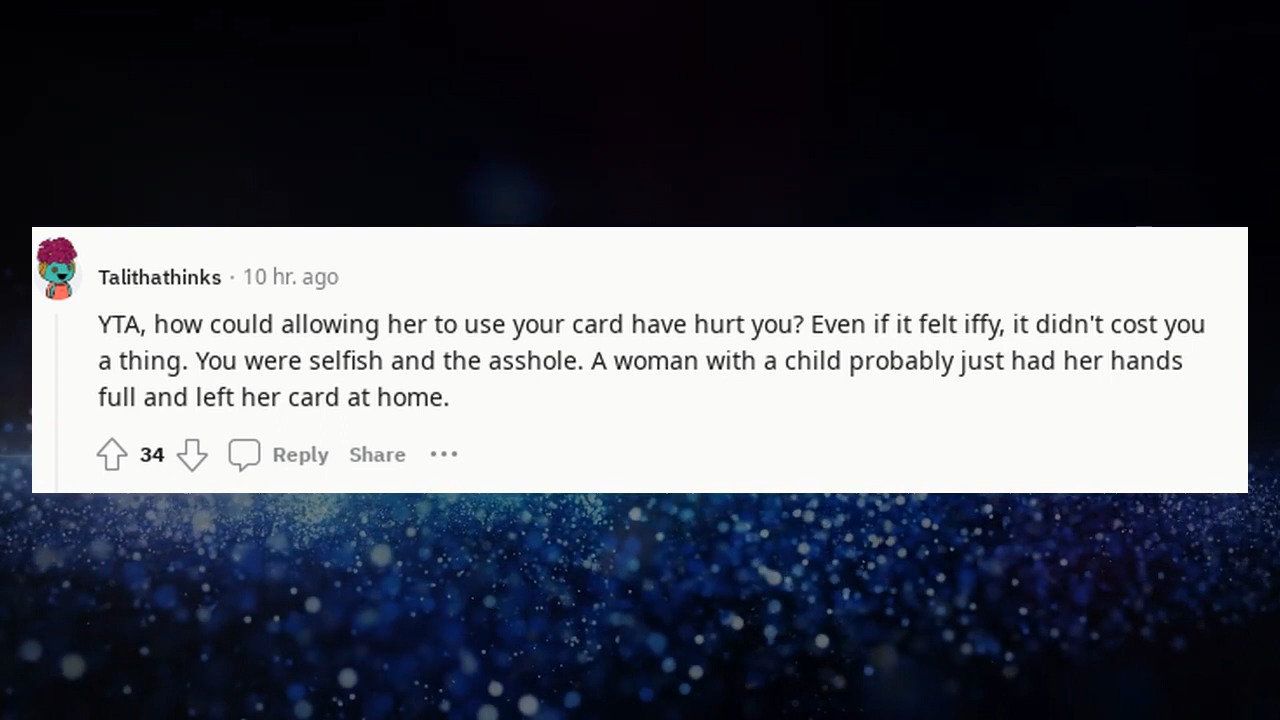 Talithathinks · 10 hr. ago
YTA, how could allowing her to use your card have hurt you? Even if it felt iffy, it didn't cost you
a thing. You were selfish and the asshole. A woman with a child probably just had her hands
full and left her card at home.
34 Reply Share ···